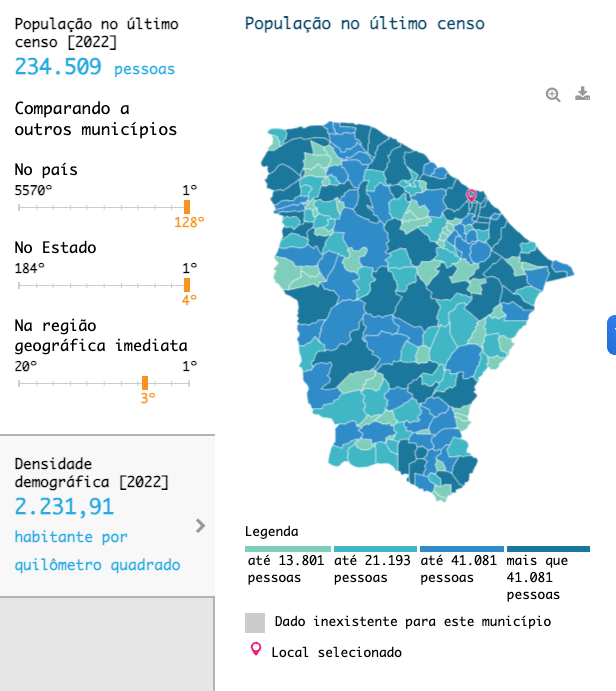 População no último
censo [2022]
234.509 pessoas
Comparando a
outros municípios
No país
5570° 1°
128°
No Estado
184° 1°
4°
Na região
geográfica imediata
20° 1°
3°
Densidade
demográfica [2022]
2.231,91
habitante por
quilômetro quadrado
População no último censo
Legenda
até 13.801
pessoas
até 21.193
pessoas
até 41.081
pessoas
mais que
41.081
pessoas
Dado inexistente para este município
Local selecionado